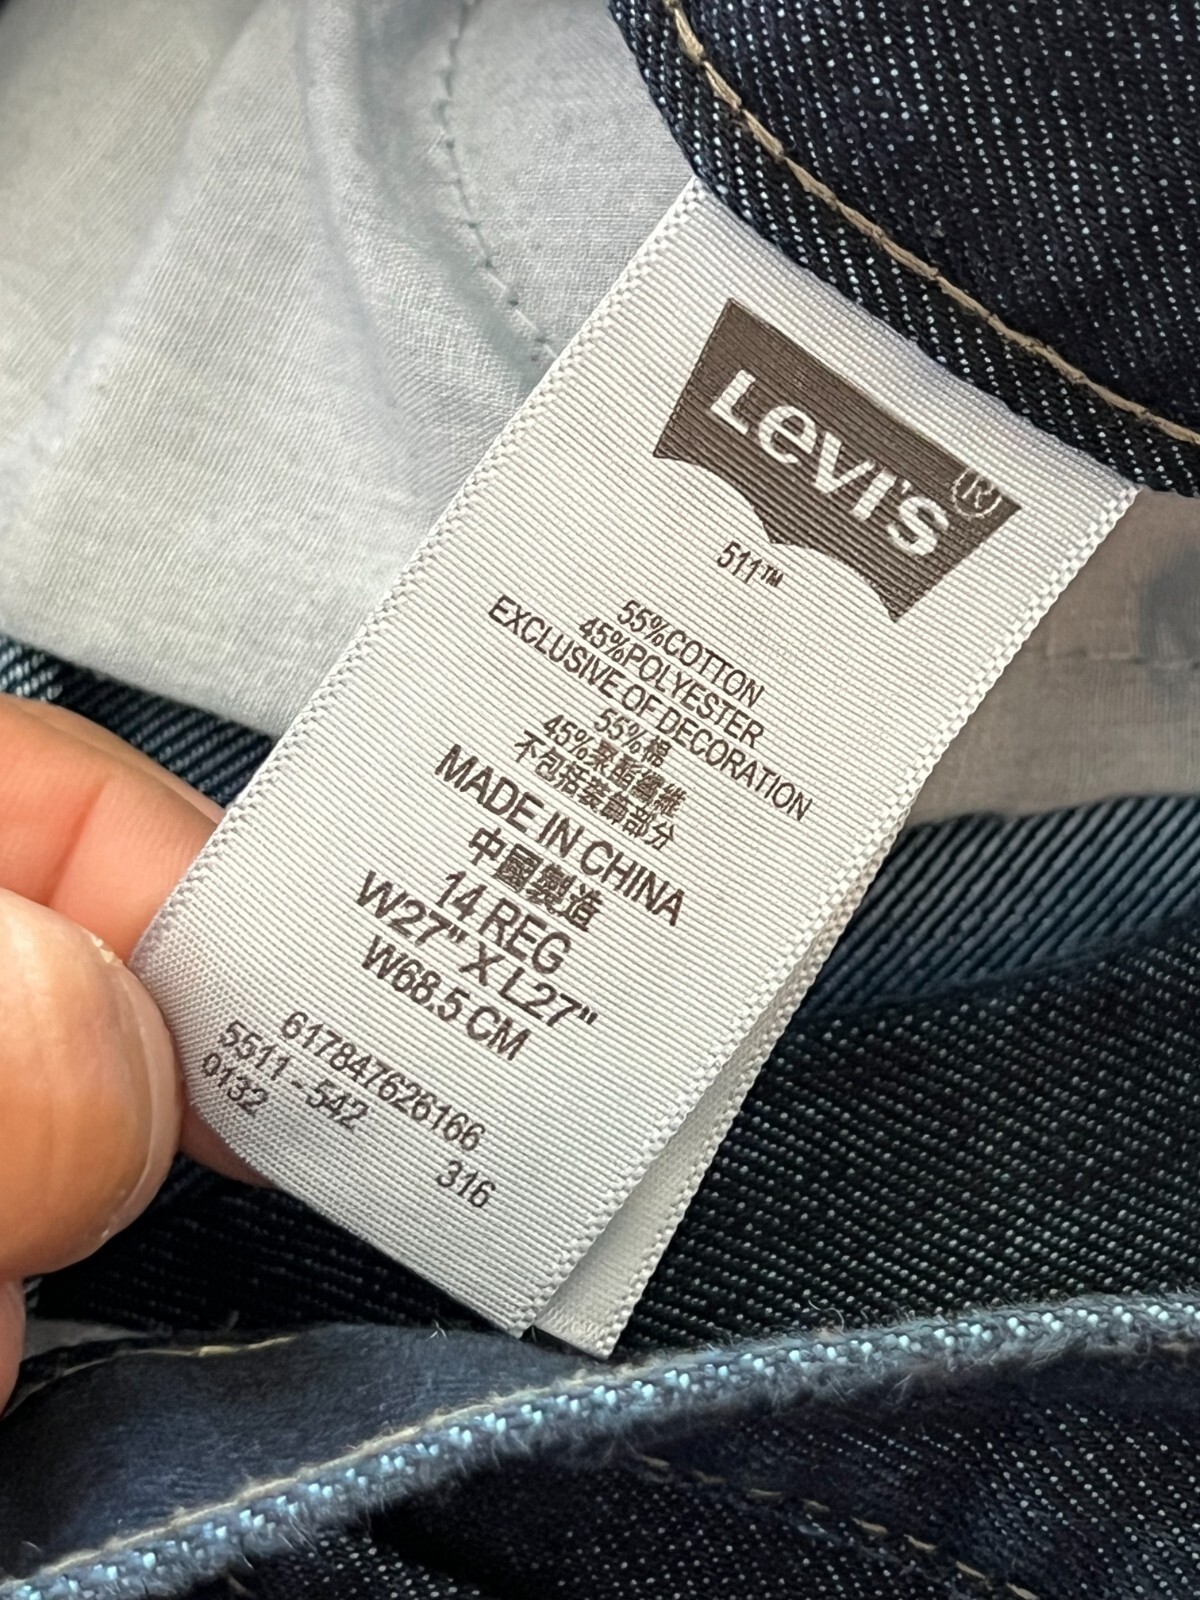 Levi's®
511™
55%COTTON
45%POLYESTER
EXCLUSIVE OF DECORATION
55%棉
45%聚酯纖維
不包括裝飾部分
MADE IN CHINA
中國製造
14 REG
W27" X L27"
W68.5 CM
617847626166
5511-542
0132 316